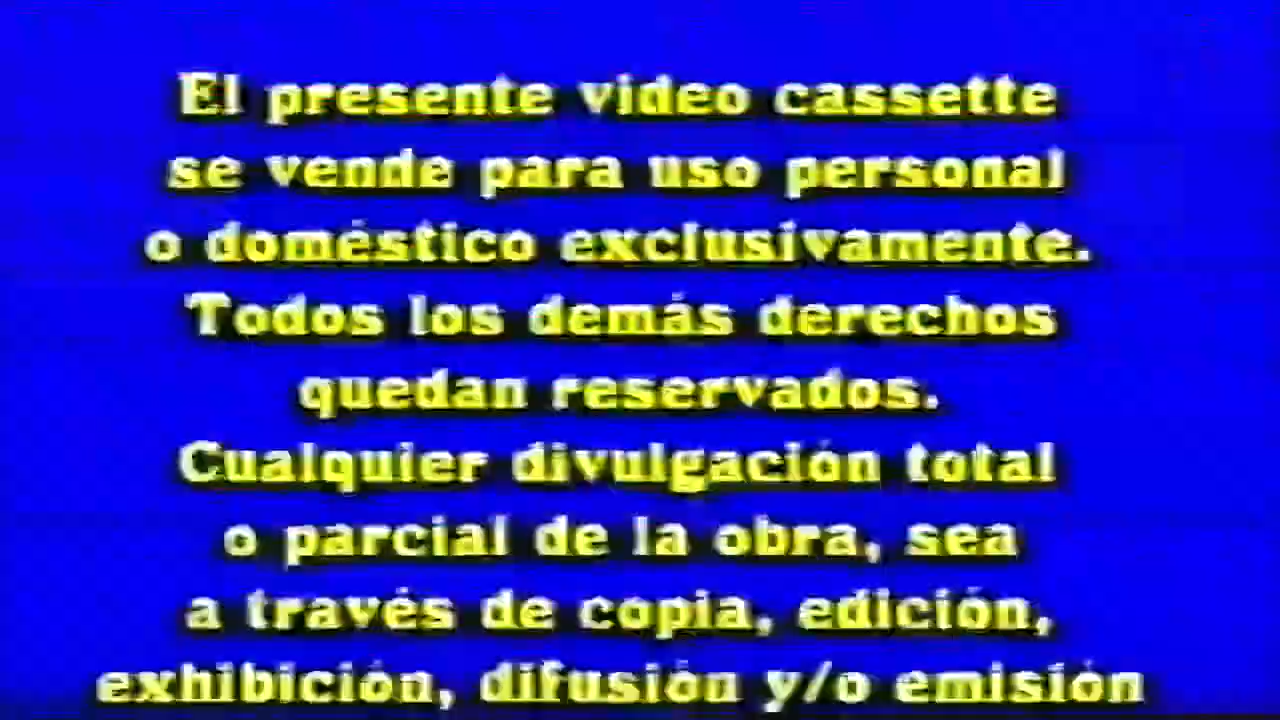 El presente video cassette
se vende para uso personal
o doméstico exclusivamente.
Todos los demás derechos
quedan reservados.
Cualquier divulgación total
o parcial de la obra, sea
a través de copia, edición,
exhibición, difusión y/o emisión